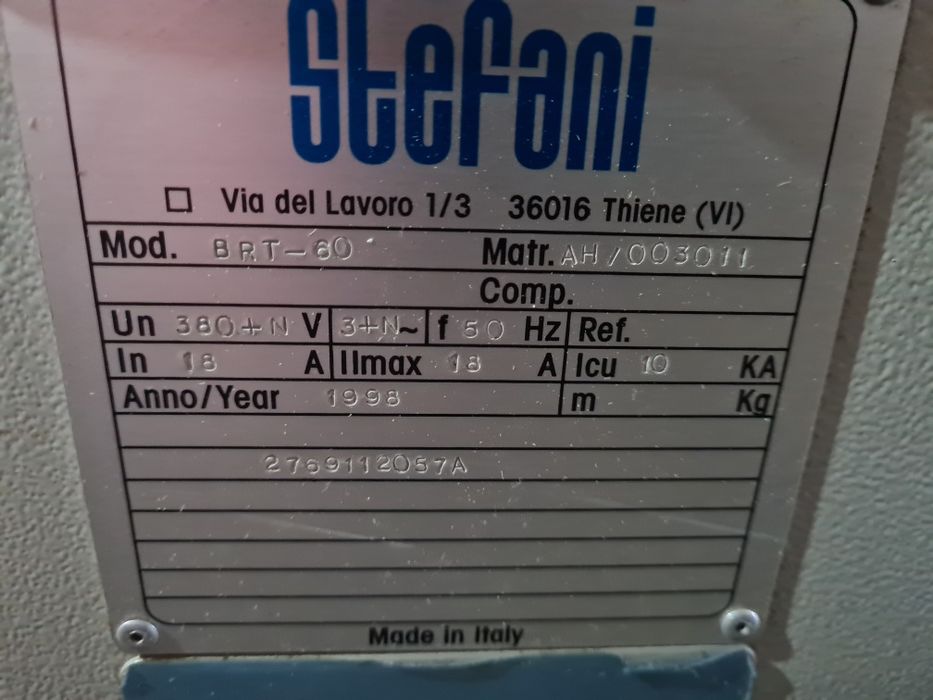 Stefani
Via del Lavoro 1/3 36016 Thiene (VI)
Mod. BRT-60 Matr. AH/003011
Comp.
Un 380+N V 3+N~ f 50 Hz Ref.
In 18 A IImax 18 A Icu 10 KA
Anno/Year 1998 m Kg
2769112057A
Made in Italy